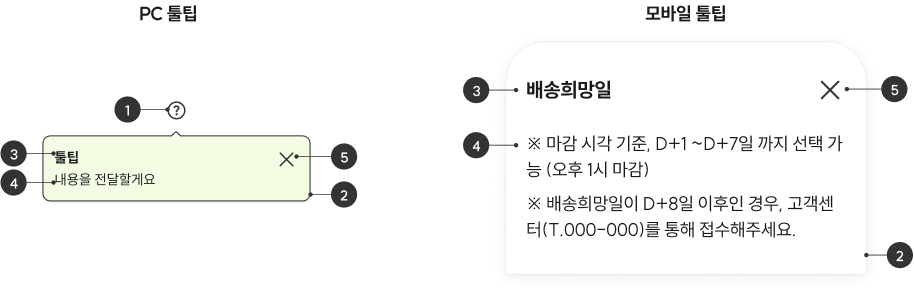 PC 툴팁
1
?
3
툴팁
5
4
내용을 전달할게요
2
모바일 툴팁
3
배송희망일
5
4
※ 마감 시각 기준, D+1 ~D+7일 까지 선택 가
능 (오후 1시 마감)
※ 배송희망일이 D+8일 이후인 경우, 고객센
터(T.000-000)를 통해 접수해주세요.
2